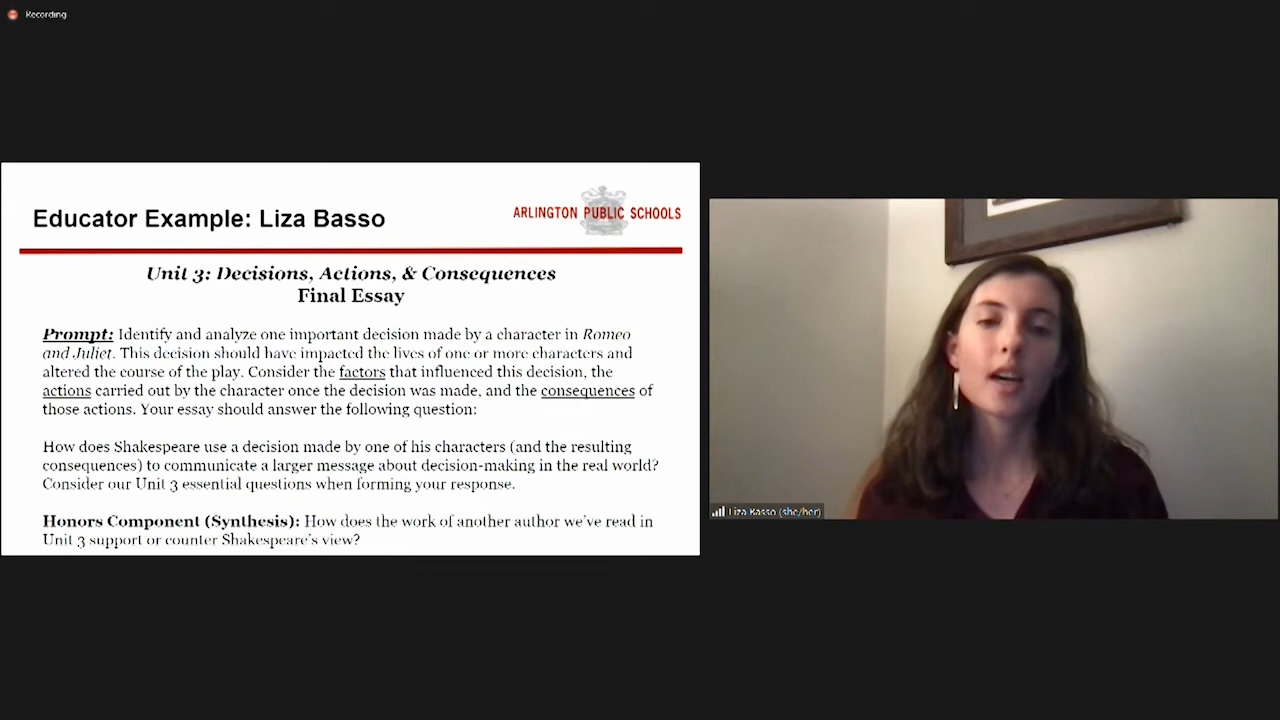 Recording
Educator Example: Liza Basso
ARLINGTON PUBLIC SCHOOLS
Unit 3: Decisions, Actions, & Consequences
Final Essay
Prompt: Identify and analyze one important decision made by a character in Romeo
and Juliet. This decision should have impacted the lives of one or more characters and
altered the course of the play. Consider the factors that influenced this decision, the
actions carried out by the character once the decision was made, and the consequences of
those actions. Your essay should answer the following question:
How does Shakespeare use a decision made by one of his characters (and the resulting
consequences) to communicate a larger message about decision-making in the real world?
Consider our Unit 3 essential questions when forming your response.
Honors Component (Synthesis): How does the work of another author we've read in
Unit 3 support or counter Shakespeare's view?
Liza Basso (she/her)